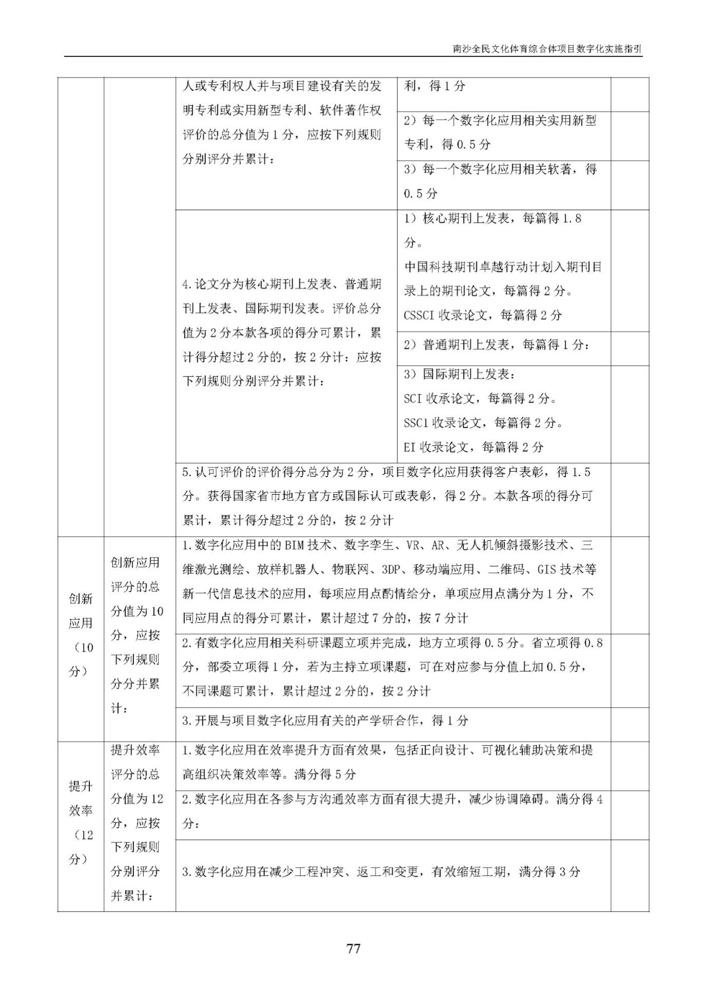 南沙全民文化体育综合体项目数字化实施指引
人或专利权人并与项目建设有关的发
明专利或实用新型专利、软件著作权
评价的总分值为1分，应按下列规则
分别评分并累计：
利，得1分
2）每一个数字化应用相关实用新型
专利，得0.5分
3）每一个数字化应用相关软著，得
0.5分
4.论文分为核心期刊上发表、普通期
刊上发表、国际期刊发表。评价总分
值为2分本款各项的得分可累计，累
计得分超过2分的，按2分计：应按
下列规则分别评分并累计：
1）核心期刊上发表，每篇得1.8
分。
中国科技期刊卓越行动计划入期刊目
录上的期刊论文，每篇得2分。
CSSCI收录论文，每篇得2分
2）普通期刊上发表，每篇得1分：
3）国际期刊上发表：
SCI收承论文，每篇得2分。
SSC1收录论文，每篇得2分。
EI收录论文，每篇得2分
5.认可评价的评价得分总分为2分，项目数字化应用获得客户表彰，得1.5
分。获得国家省市地方官方或国际认可或表彰，得2分。本款各项的得分可
累计，累计得分超过2分的，按2分计
创新
应用
（10
分）
创新应用
评分的总
分值为10
分，应按
下列规则
分分并累
计：
1.数字化应用中的BIM技术、数字孪生、VR、AR、无人机倾斜摄影技术、三
维激光测绘、放样机器人、物联网、3DP、移动端应用、二维码、GIS技术等
新一代信息技术的应用，每项应用点酌情给分，单项应用点满分为1分，不
同应用点的得分可累计，累计超过7分的，按7分计
2.有数字化应用相关科研课题立项并完成，地方立项得0.5分。省立项得0.8
分，部委立项得1分，若为主持立项课题，可在对应参与分值上加0.5分，
不同课题可累计，累计超过2分的，按2分计
3.开展与项目数字化应用有关的产学研合作，得1分
提升
效率
（12
分）
提升效率
评分的总
分值为12
分，应按
下列规则
分别评分
并累计：
1.数字化应用在效率提升方面有效果，包括正向设计、可视化辅助决策和提
高组织决策效率等。满分得5分
2.数字化应用在各参与方沟通效率方面有很大提升，减少协调障碍。满分得4
分：
3.数字化应用在减少工程冲突、返工和变更，有效缩短工期，满分得3分
77